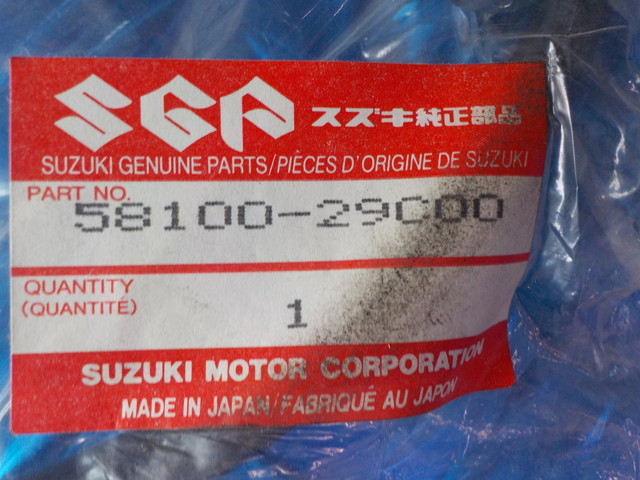 SGP スズキ純正部品
SUZUKI GENUINE PARTS/PIÈCES D'ORIGINE DE SUZUKI
PART NO.
58100-29C00
QUANTITY
(QUANTITÉ)
1
SUZUKI MOTOR CORPORATION
MADE IN JAPAN/FABRIQUÉ AU JAPON